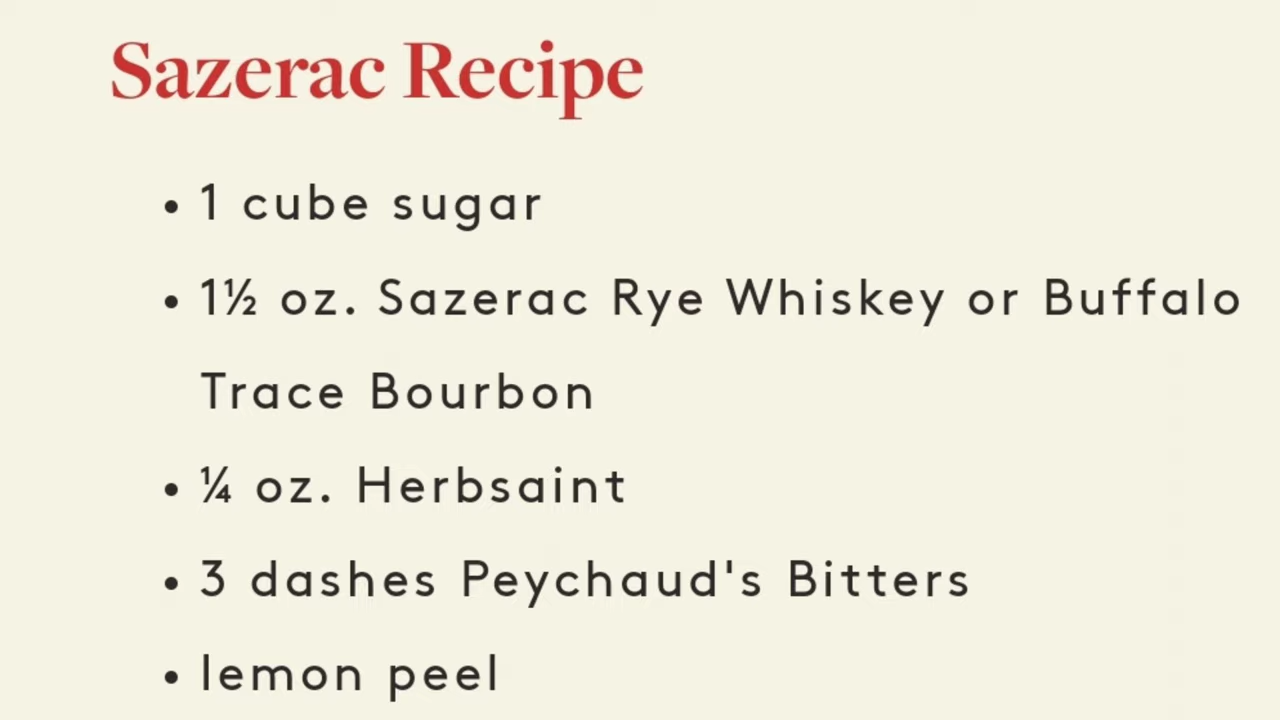 Sazerac Recipe
• 1 cube sugar
• 1½ oz. Sazerac Rye Whiskey or Buffalo
Trace Bourbon
• ¼ oz. Herbsaint
• 3 dashes Peychaud's Bitters
• lemon peel